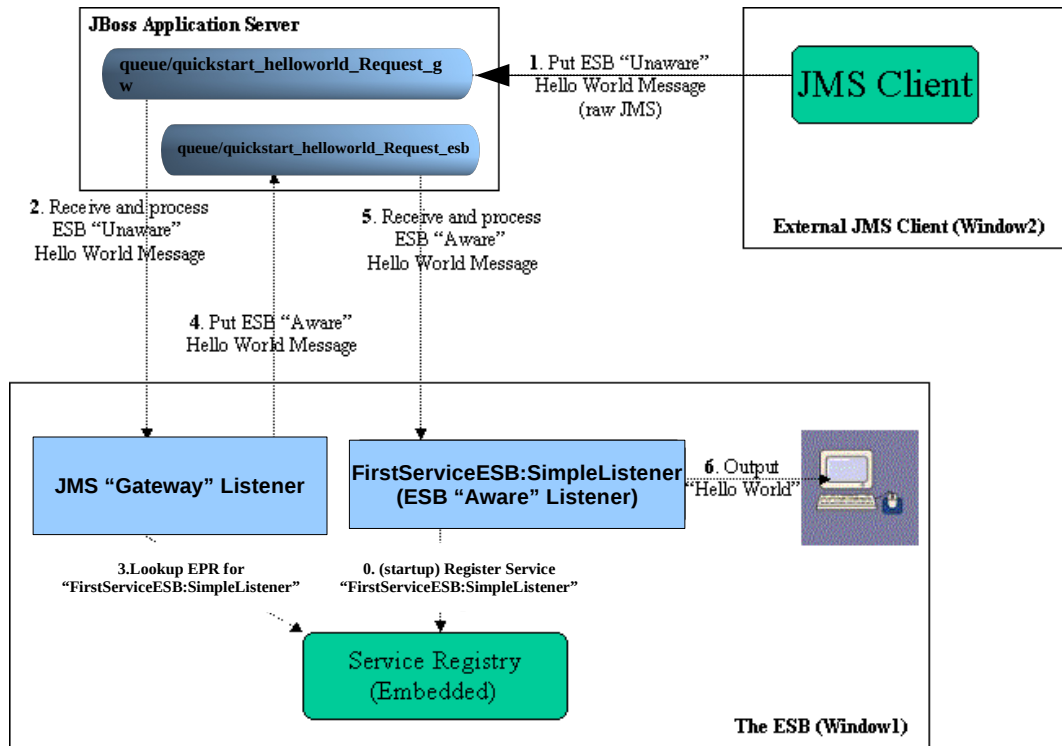 JBoss Application Server
queue/quickstart_helloworld_Request_g
w
queue/quickstart_helloworld_Request_esb
1. Put ESB “Unaware”
Hello World Message
(raw JMS)
JMS Client
External JMS Client (Window2)
2. Receive and process
ESB “Unaware”
Hello World Message
5. Receive and process
ESB “Aware”
Hello World Message
4. Put ESB “Aware”
Hello World Message
JMS “Gateway” Listener
FirstServiceESB:SimpleListener
(ESB “Aware” Listener)
6. Output
“Hello World”
3.Lookup EPR for
“FirstServiceESB:SimpleListener”
0. (startup) Register Service
“FirstServiceESB:SimpleListener”
Service Registry
(Embedded)
The ESB (Window1)